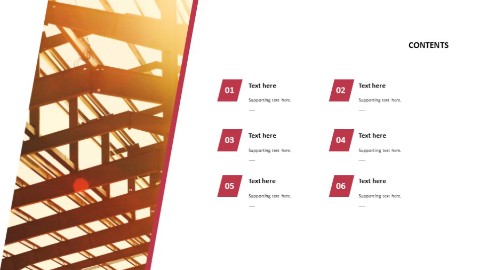 CONTENTS
01
Text here
Supporting text here.
02
Text here
Supporting text here.
03
Text here
Supporting text here.
04
Text here
Supporting text here.
05
Text here
Supporting text here.
06
Text here
Supporting text here.